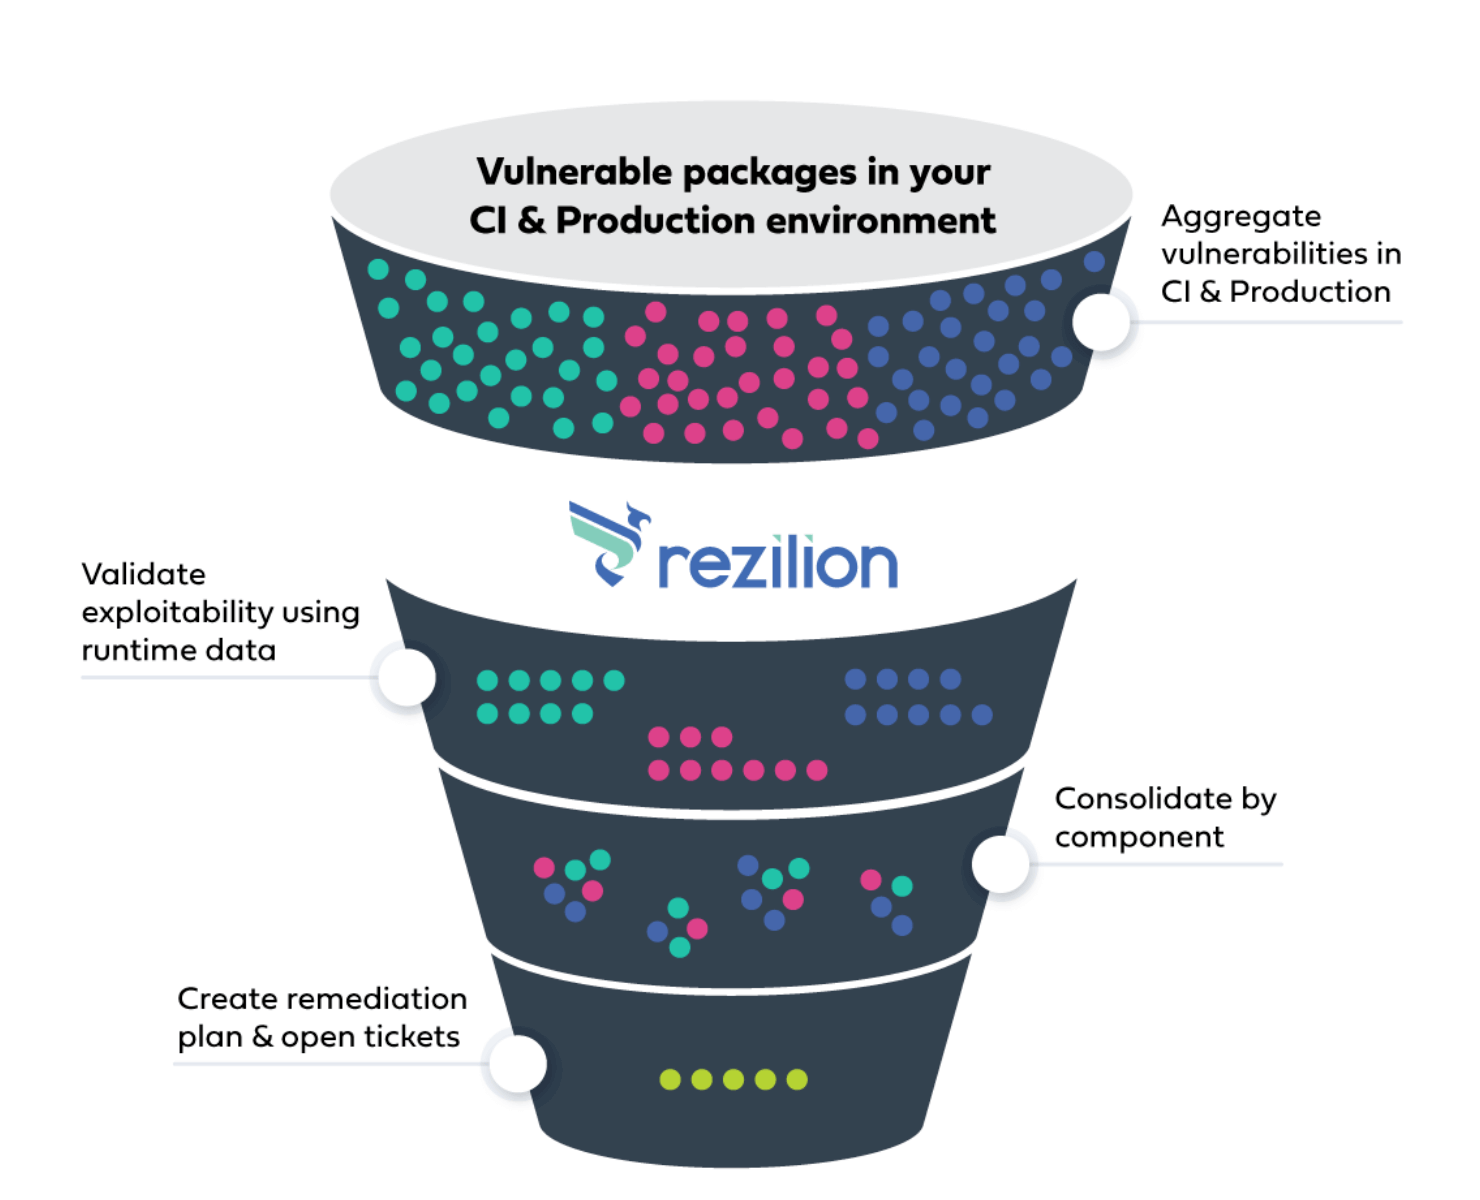 Vulnerable packages in your
CI & Production environment
Aggregate
vulnerabilities in
CI & Production
rezilion
Validate
exploitability using
runtime data
Consolidate by
component
Create remediation
plan & open tickets